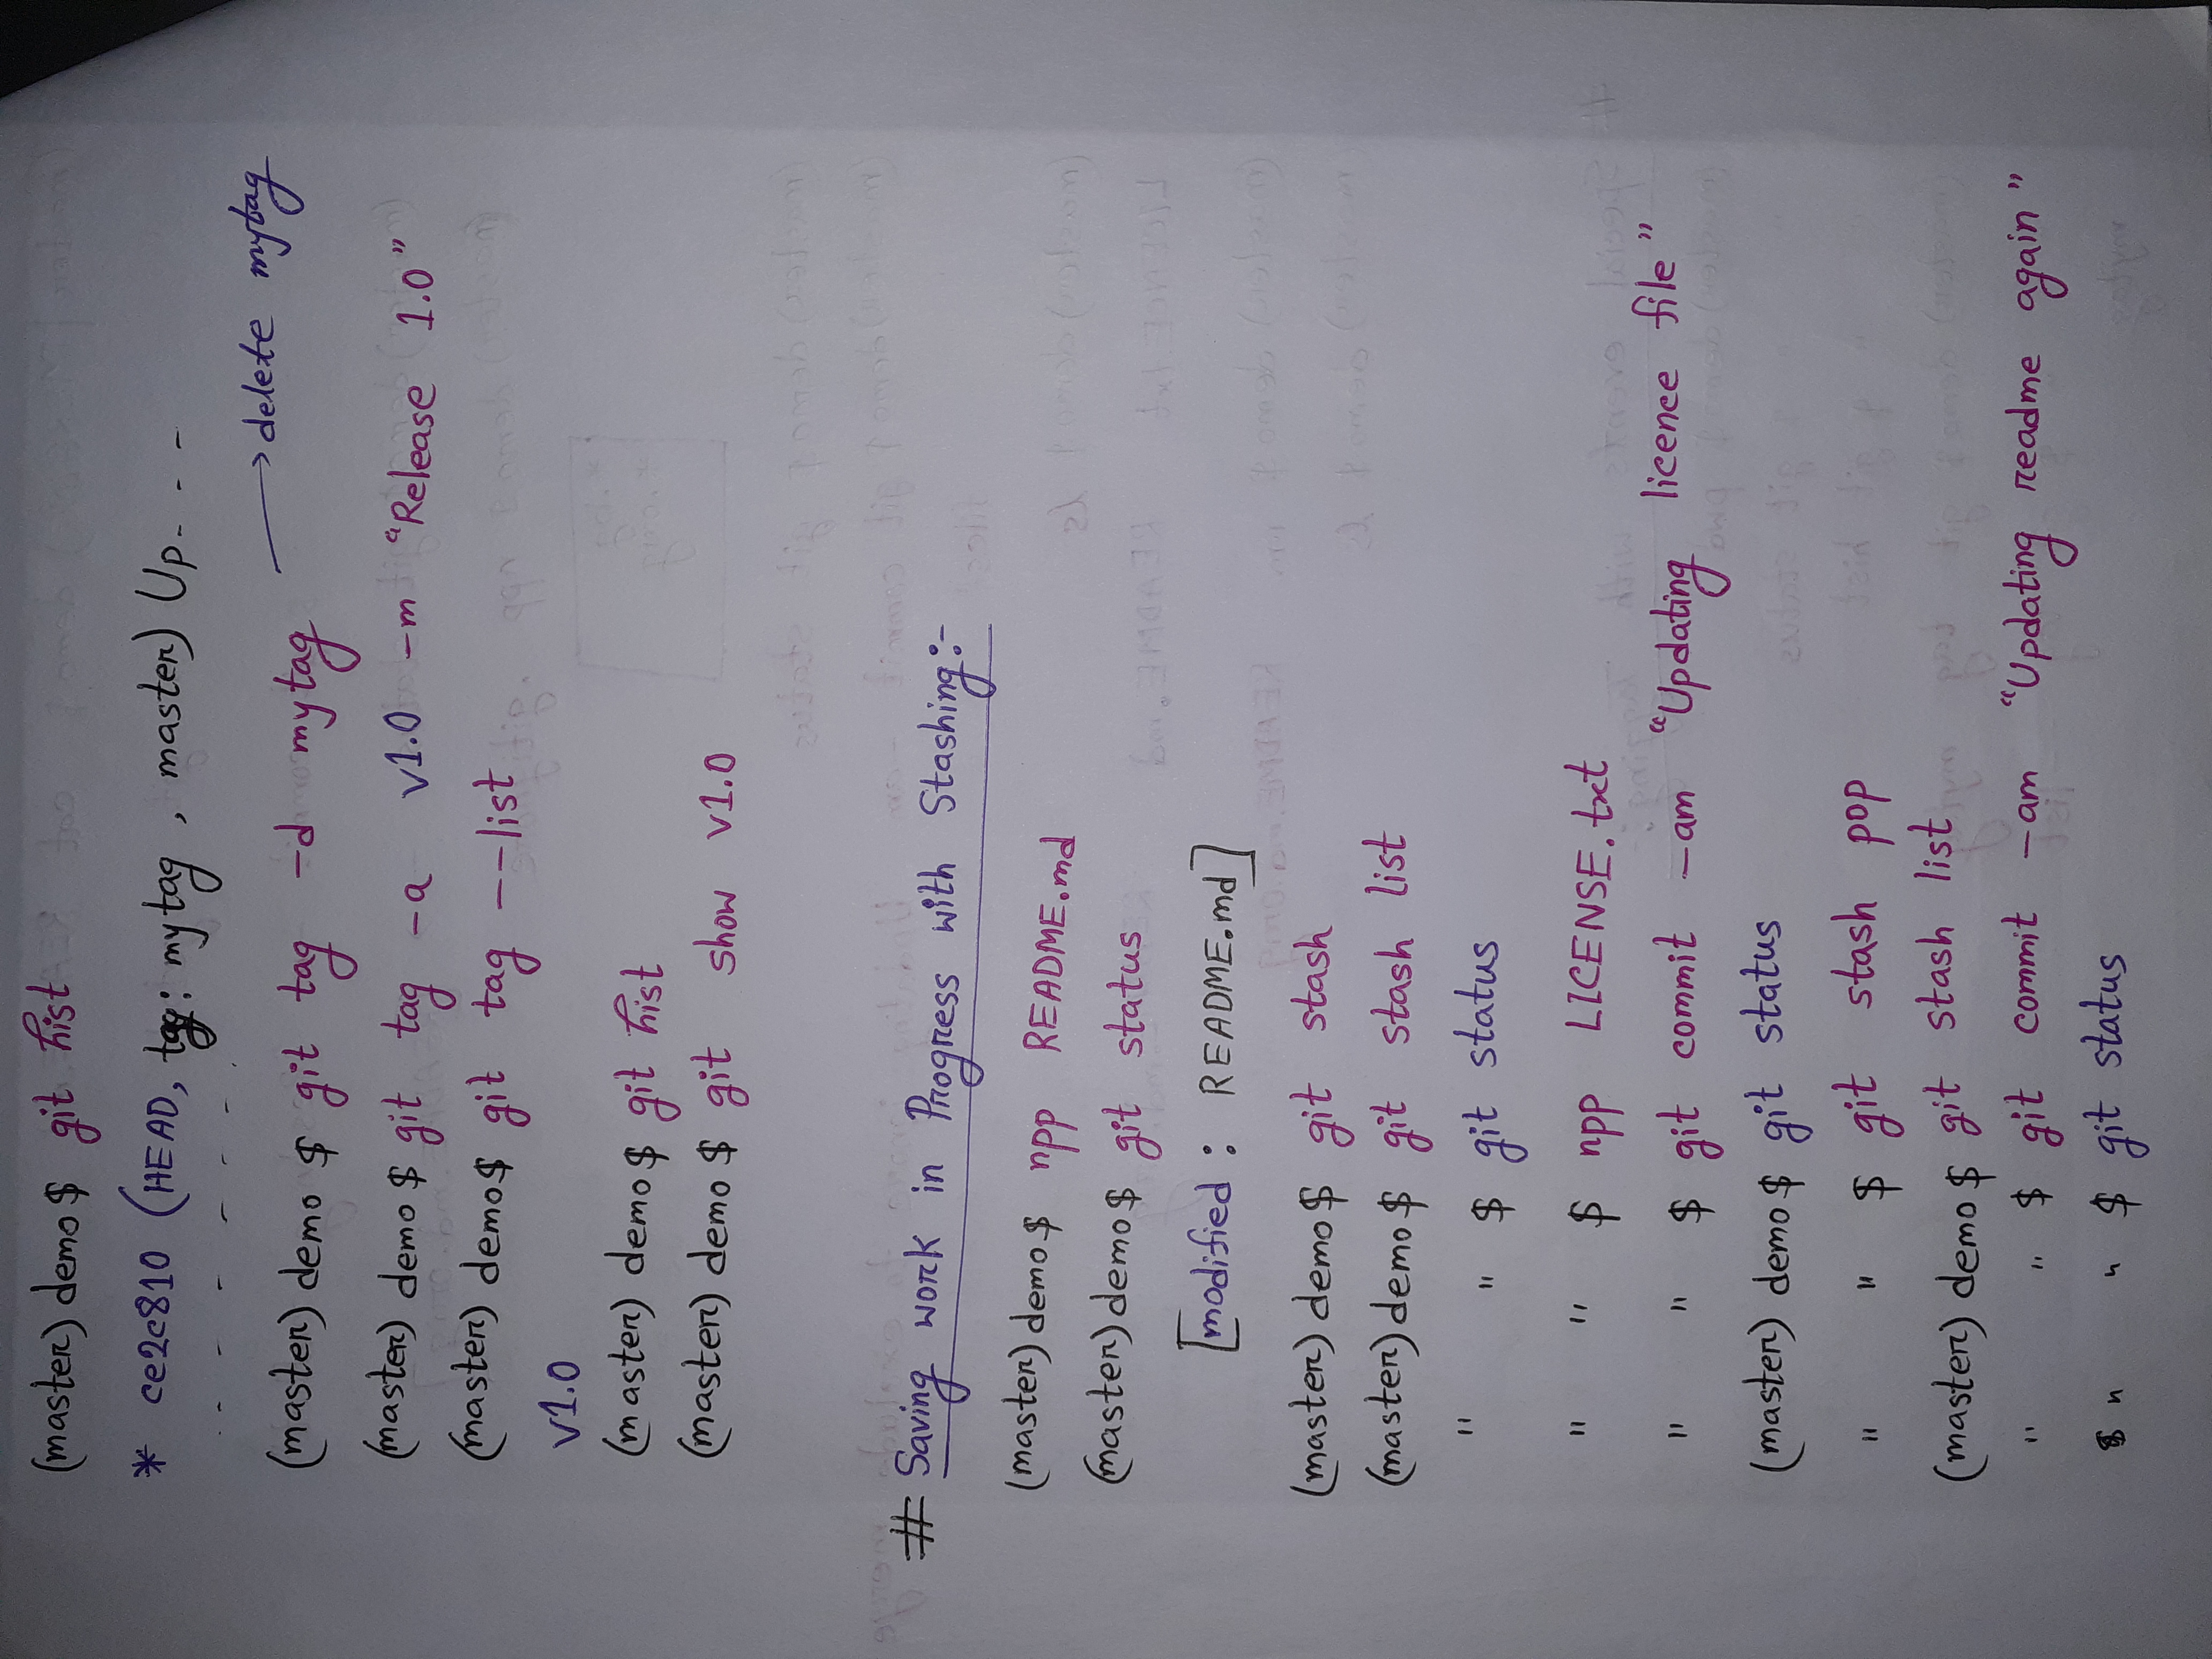 (master) demo $ git hist
* ce2c810 (HEAD, tag: mytag , master) Up- - -
- - - - - - -
(master) demo $ git tag -d mytag → delete mytag
(master) demo $ git tag -a v1.0 -m "Release 1.0"
(master) demo $ git tag --list
v1.0
(master) demo $ git hist
(master) demo $ git show v1.0
# Saving work in Progress with Stashing:-
(master) demo $ npp README.md
(master) demo $ git status
[modified : README.md]
(master) demo $ git stash
(master) demo $ git stash list
" " $ git status
" " $ npp LICENSE.txt
" " $ git commit -am "Updating licence file"
(master) demo $ git status
" " $ git stash pop
(master) demo $ git stash list
" " $ git commit -am "Updating readme again"
" " $ git status